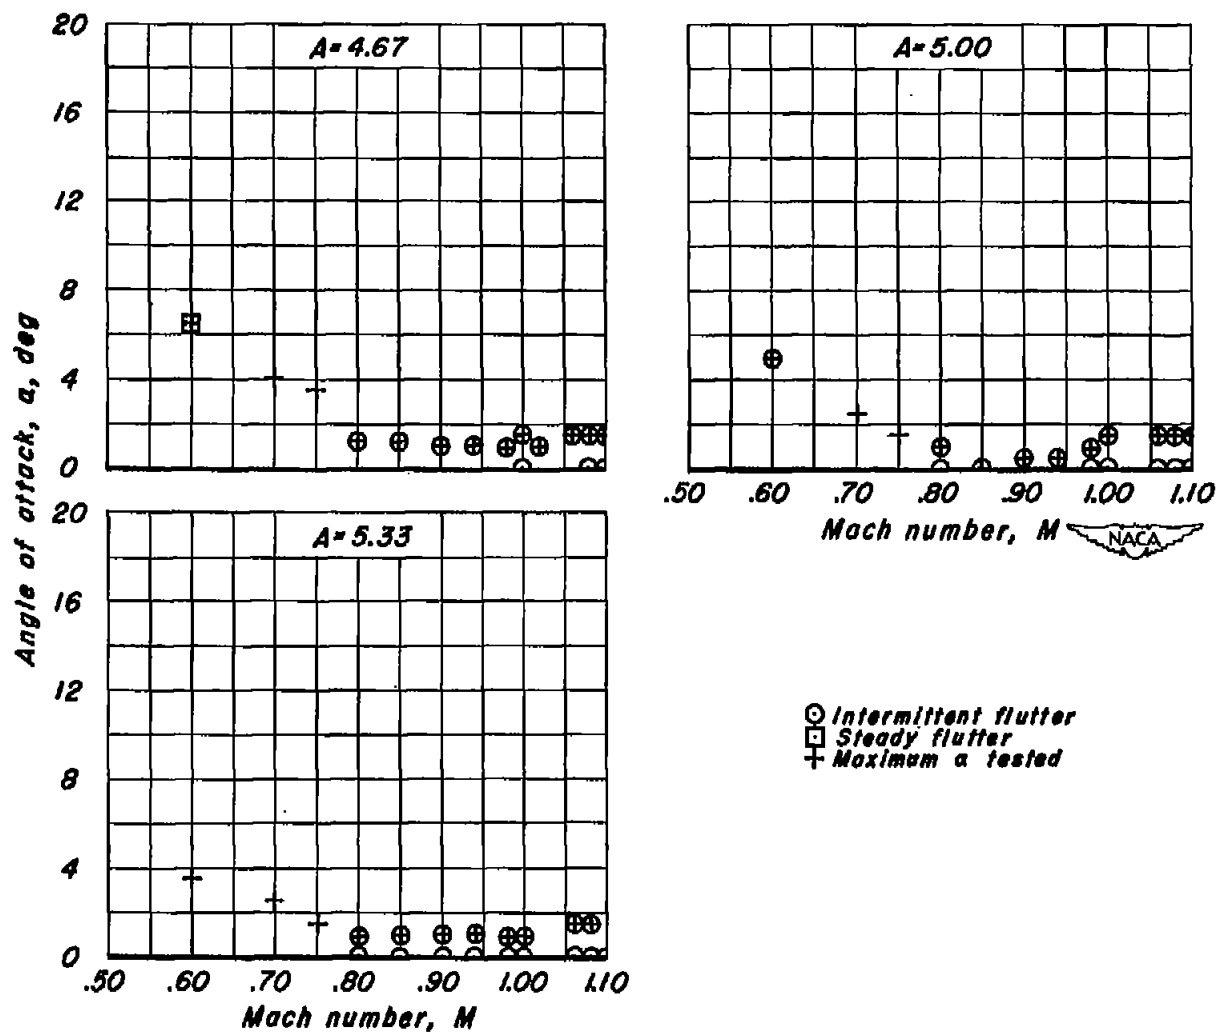 20
16
12
8
4
0
A=4.67
A=5.00
.50 .60 .70 .80 .90 1.00 1.10
Mach number, M
NACA
Angle of attack, α, deg
20
16
12
8
4
0
A=5.33
.50 .60 .70 .80 .90 1.00 1.10
Mach number, M
Intermittent flutter
Steady flutter
Maximum α tested